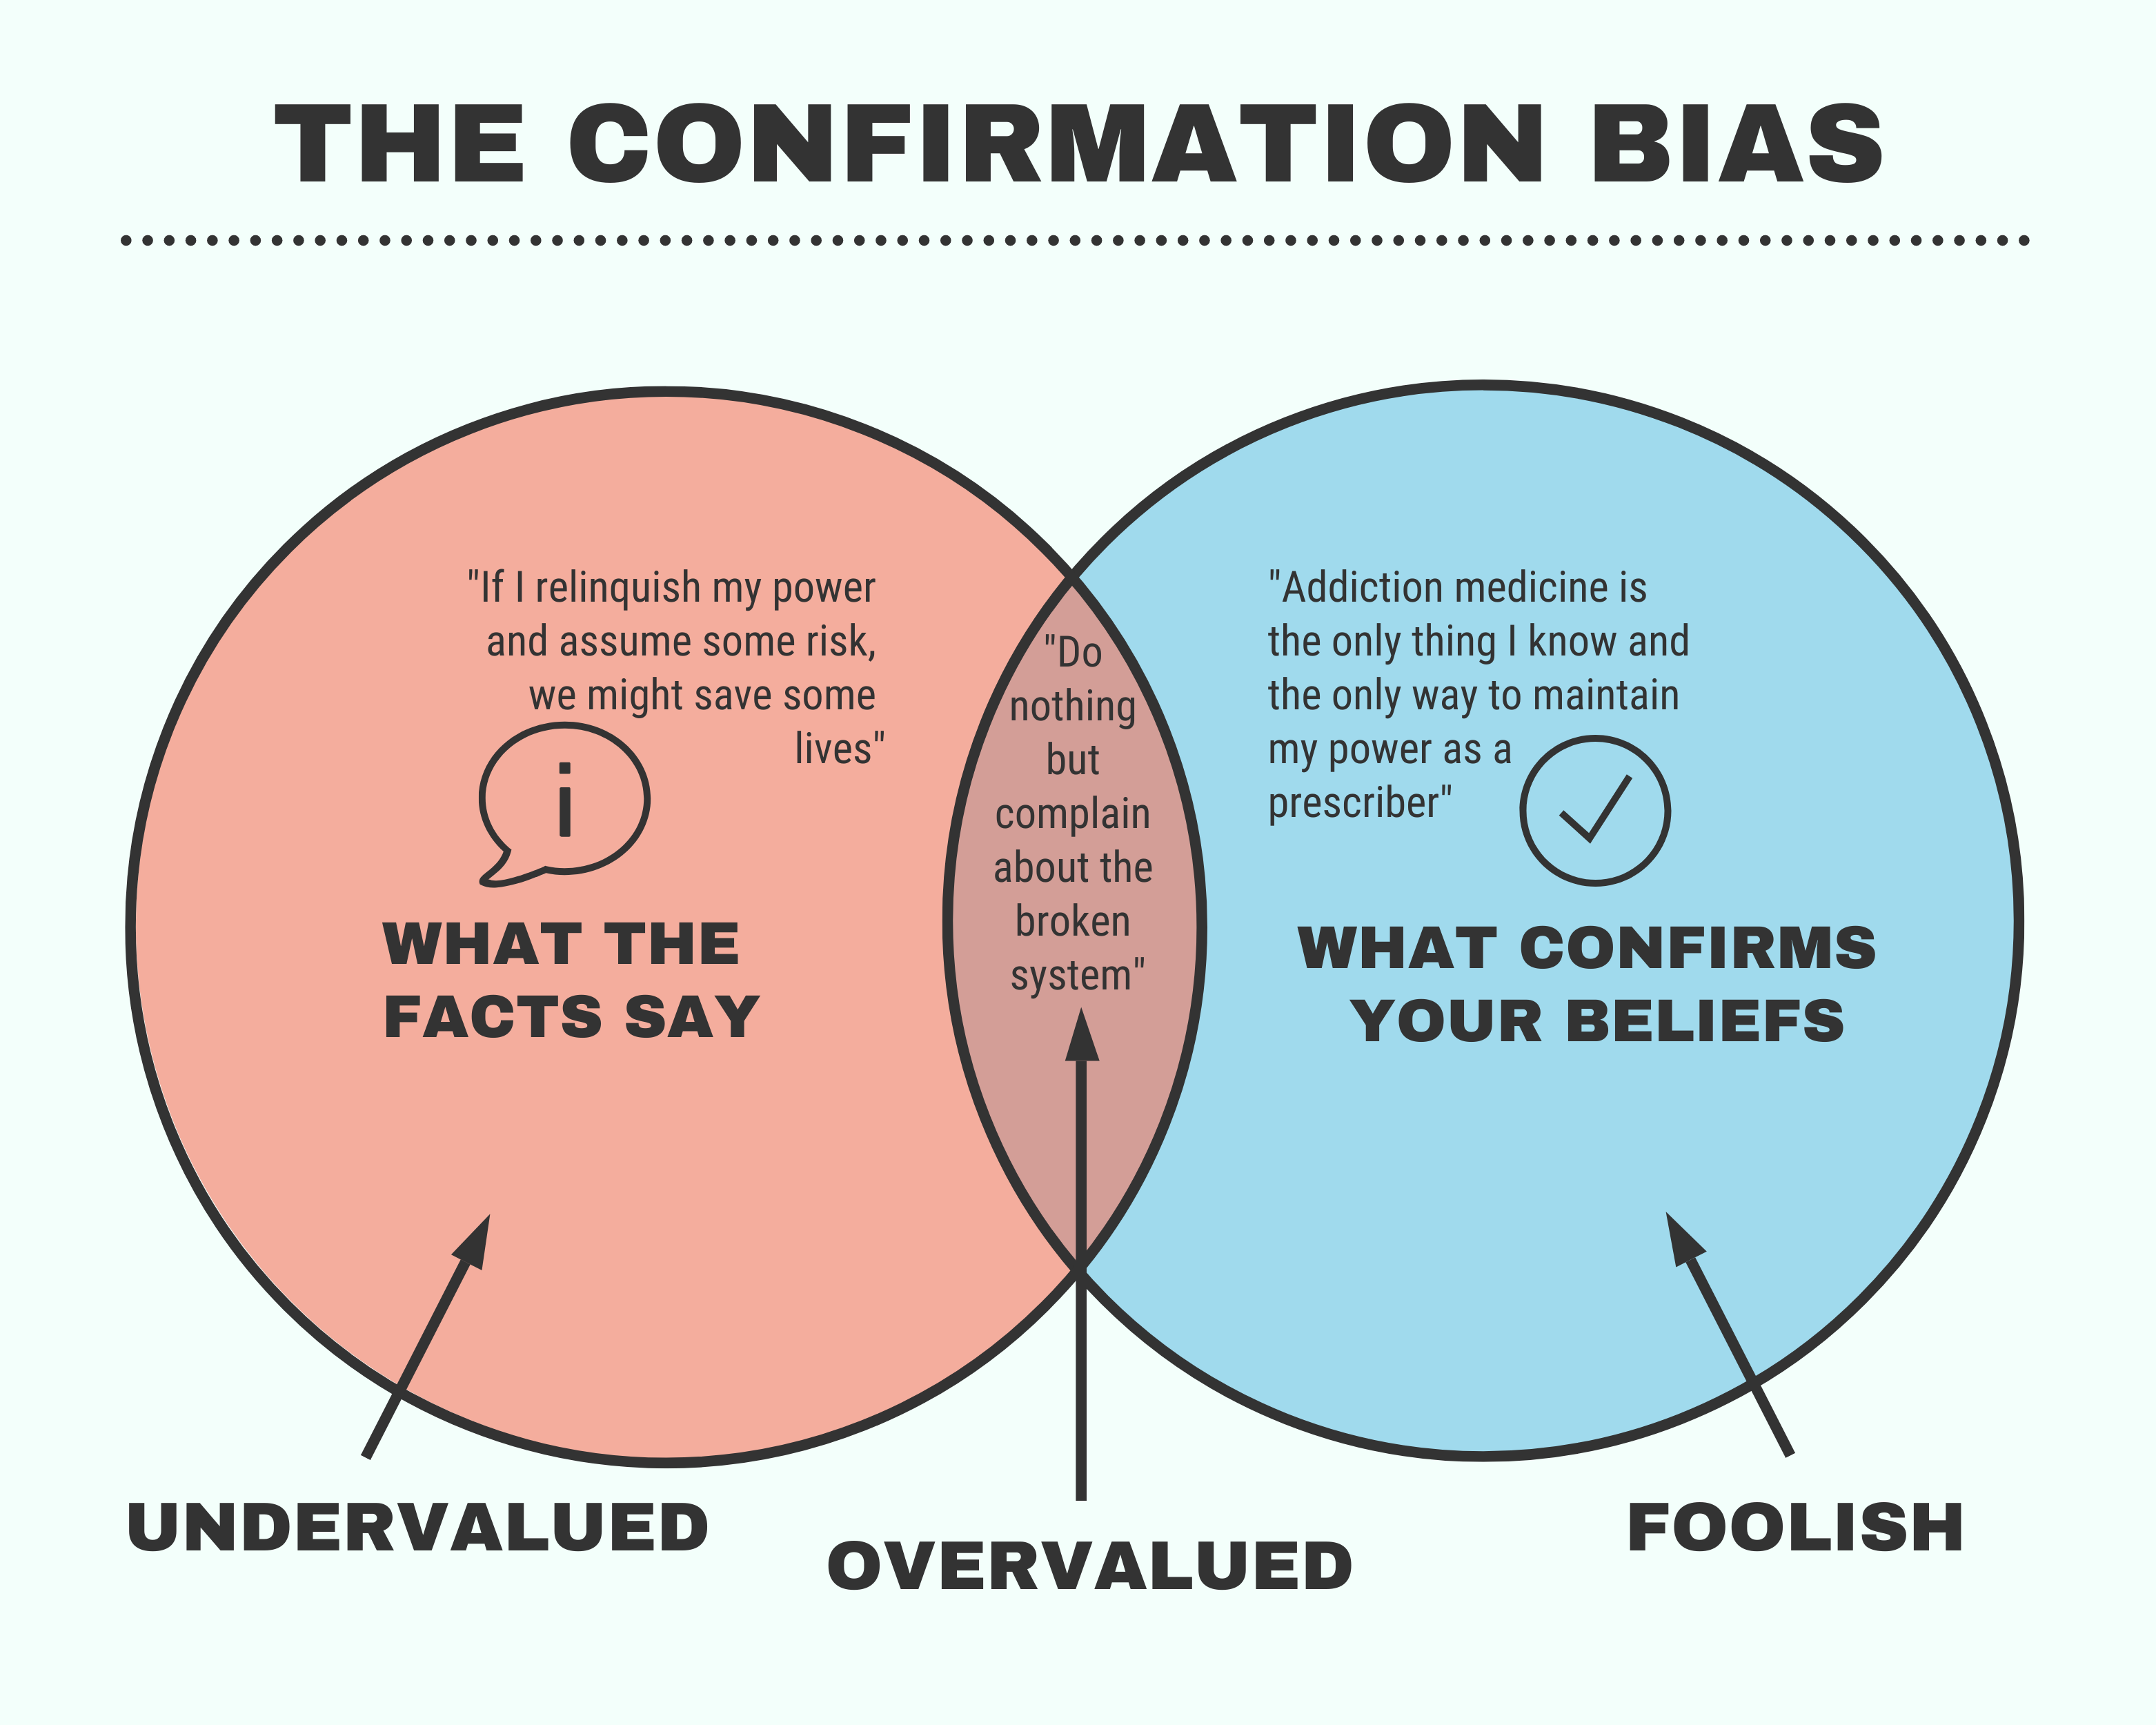 THE CONFIRMATION BIAS
"If I relinquish my power
and assume some risk,
we might save some
lives"
i
WHAT THE
FACTS SAY
"Do
nothing
but
complain
about the
broken
system"
"Addiction medicine is
the only thing I know and
the only way to maintain
my power as a
prescriber"
WHAT CONFIRMS
YOUR BELIEFS
UNDERVALUED
OVERVALUED
FOOLISH